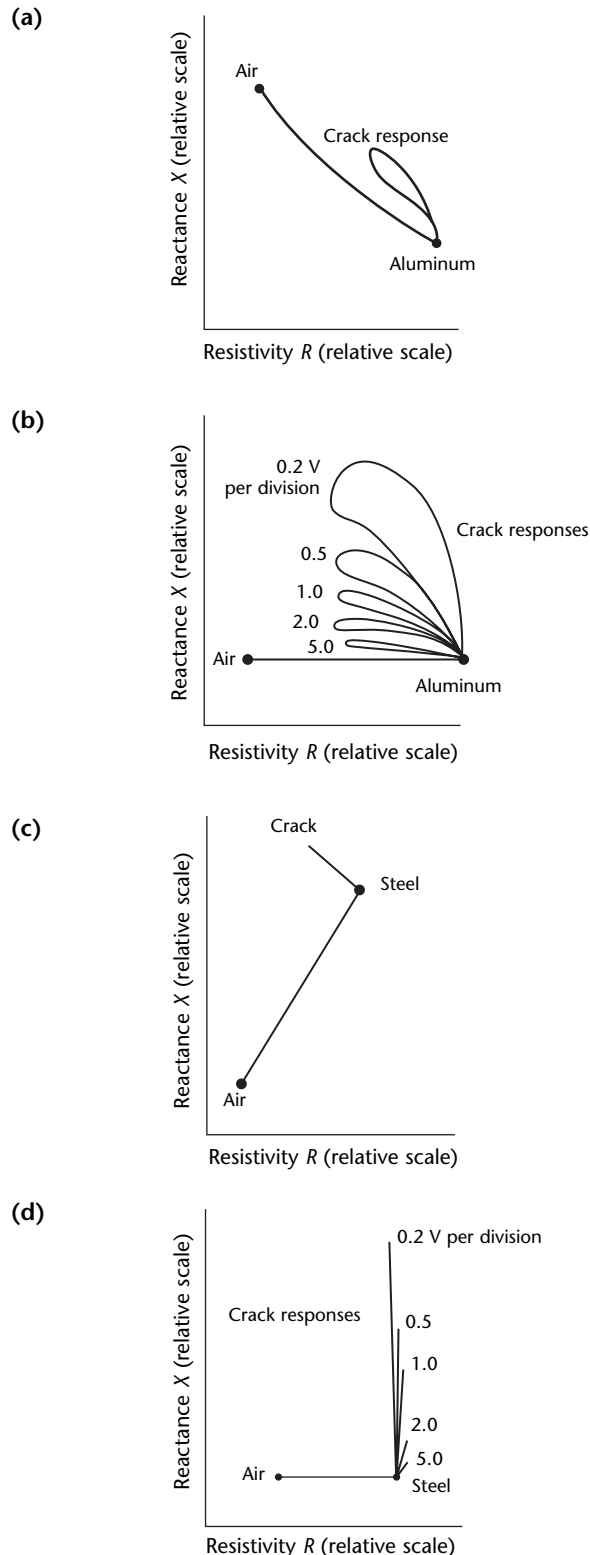 (a)
Air
Crack response
Aluminum
Reactance X (relative scale)
Resistivity R (relative scale)
(b)
0.2 V
per division
Crack responses
0.5
1.0
2.0
5.0
Air
Aluminum
Reactance X (relative scale)
Resistivity R (relative scale)
(c)
Crack
Steel
Air
Reactance X (relative scale)
Resistivity R (relative scale)
(d)
0.2 V per division
Crack responses
0.5
1.0
2.0
5.0
Air
Steel
Reactance X (relative scale)
Resistivity R (relative scale)